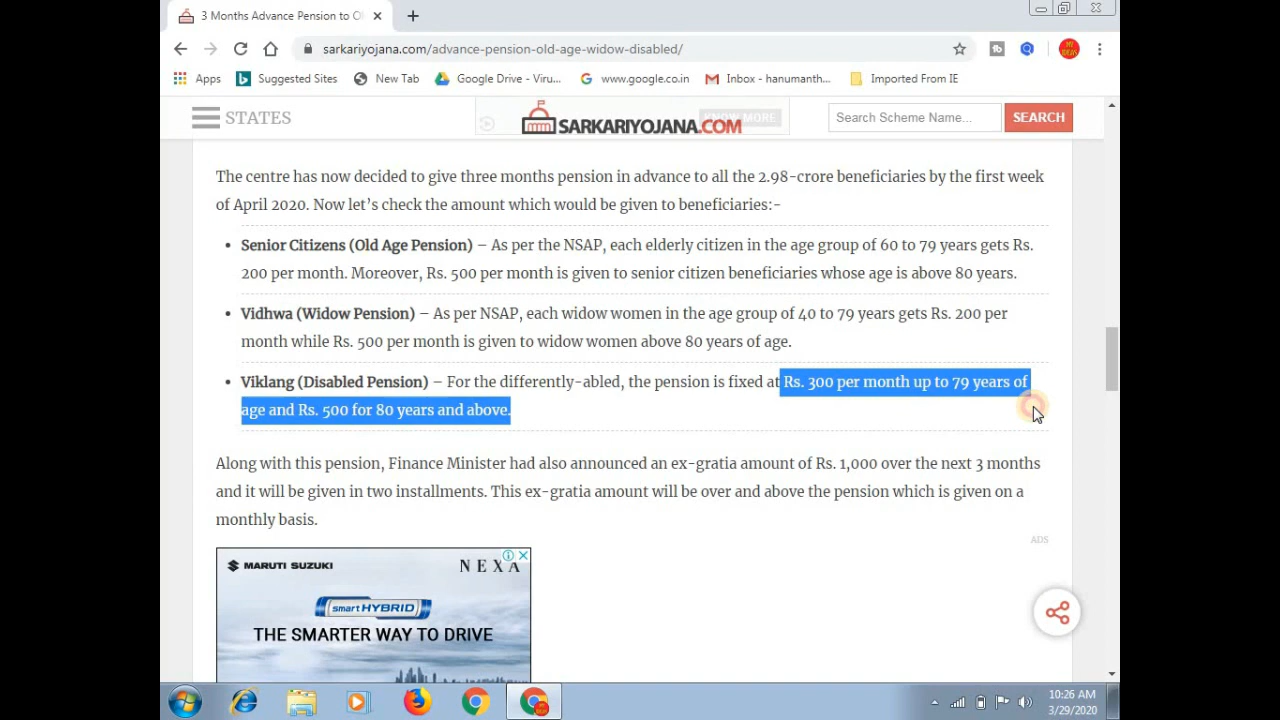 3 Months Advance Pension to O
sarkariyojana.com/advance-pension-old-age-widow-disabled/
Apps Suggested Sites New Tab Google Drive - Viru... www.google.co.in Inbox - hanumanth... Imported From IE
STATES KNOW MORE SARKARIYOJANA.COM Search Scheme Name... SEARCH
The centre has now decided to give three months pension in advance to all the 2.98-crore beneficiaries by the first week
of April 2020. Now let's check the amount which would be given to beneficiaries:-
• Senior Citizens (Old Age Pension) – As per the NSAP, each elderly citizen in the age group of 60 to 79 years gets Rs.
200 per month. Moreover, Rs. 500 per month is given to senior citizen beneficiaries whose age is above 80 years.
• Vidhwa (Widow Pension) – As per NSAP, each widow women in the age group of 40 to 79 years gets Rs. 200 per
month while Rs. 500 per month is given to widow women above 80 years of age.
• Viklang (Disabled Pension) – For the differently-abled, the pension is fixed at Rs. 300 per month up to 79 years of
age and Rs. 500 for 80 years and above.
Along with this pension, Finance Minister had also announced an ex-gratia amount of Rs. 1,000 over the next 3 months
and it will be given in two installments. This ex-gratia amount will be over and above the pension which is given on a
monthly basis.
ADS
MARUTI SUZUKI NEXA
smart HYBRID
THE SMARTER WAY TO DRIVE
10:26 AM
3/29/2020